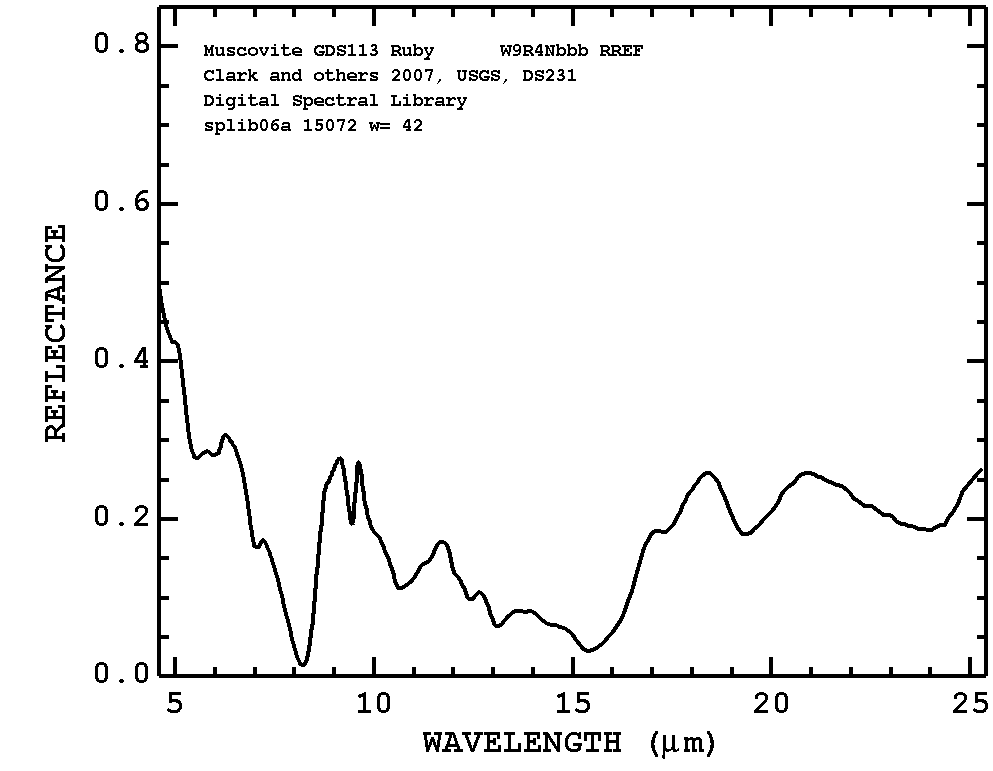 Muscovite GDS113 Ruby W9R4Nbbb RREF
Clark and others 2007, USGS, DS231
Digital Spectral Library
splib06a 15072 w= 42
0.8
0.6
0.4
0.2
0.0
REFLECTANCE
5 10 15 20 25
WAVELENGTH (μm)